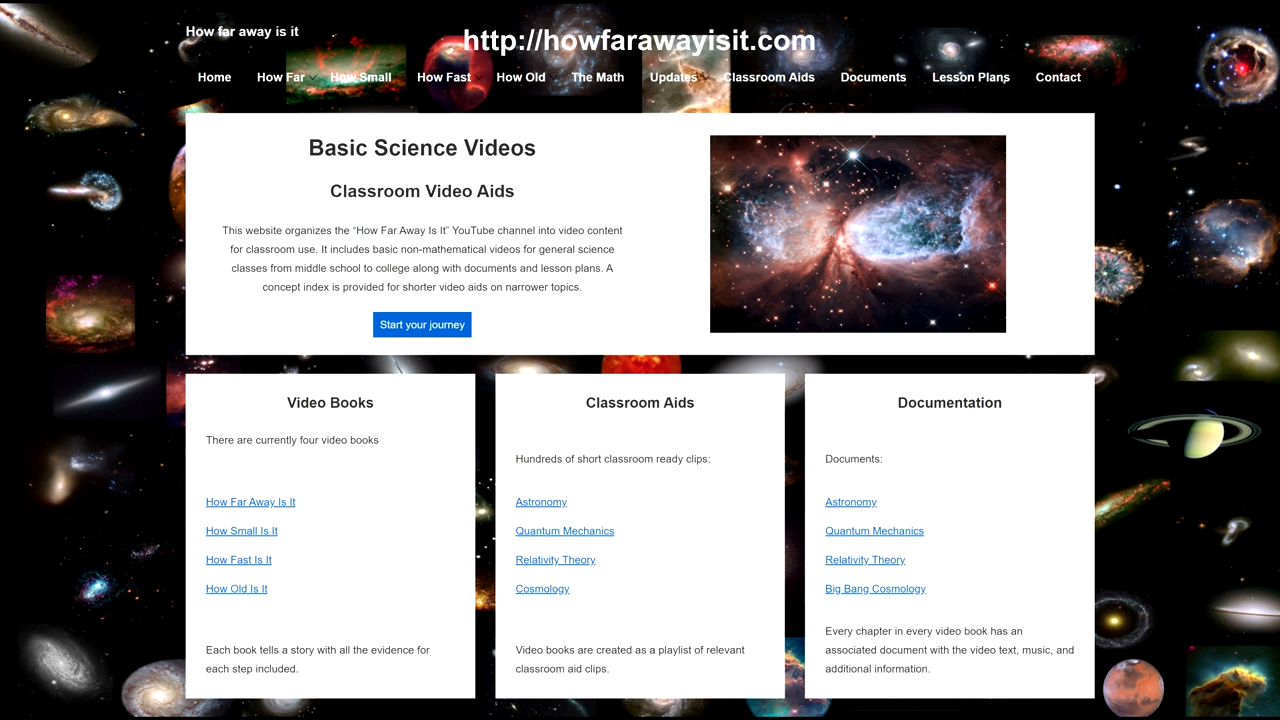 How far away is it
http://howfarawayisit.com
Home How Far How Small How Fast How Old The Math Updates Classroom Aids Documents Lesson Plans Contact
Basic Science Videos
Classroom Video Aids
This website organizes the “How Far Away Is It” YouTube channel into video content
for classroom use. It includes basic non-mathematical videos for general science
classes from middle school to college along with documents and lesson plans. A
concept index is provided for shorter video aids on narrower topics.
Start your journey
Video Books
There are currently four video books
How Far Away Is It
How Small Is It
How Fast Is It
How Old Is It
Each book tells a story with all the evidence for
each step included.
Classroom Aids
Hundreds of short classroom ready clips:
Astronomy
Quantum Mechanics
Relativity Theory
Cosmology
Video books are created as a playlist of relevant
classroom aid clips.
Documentation
Documents:
Astronomy
Quantum Mechanics
Relativity Theory
Big Bang Cosmology
Every chapter in every video book has an
associated document with the video text, music, and
additional information.